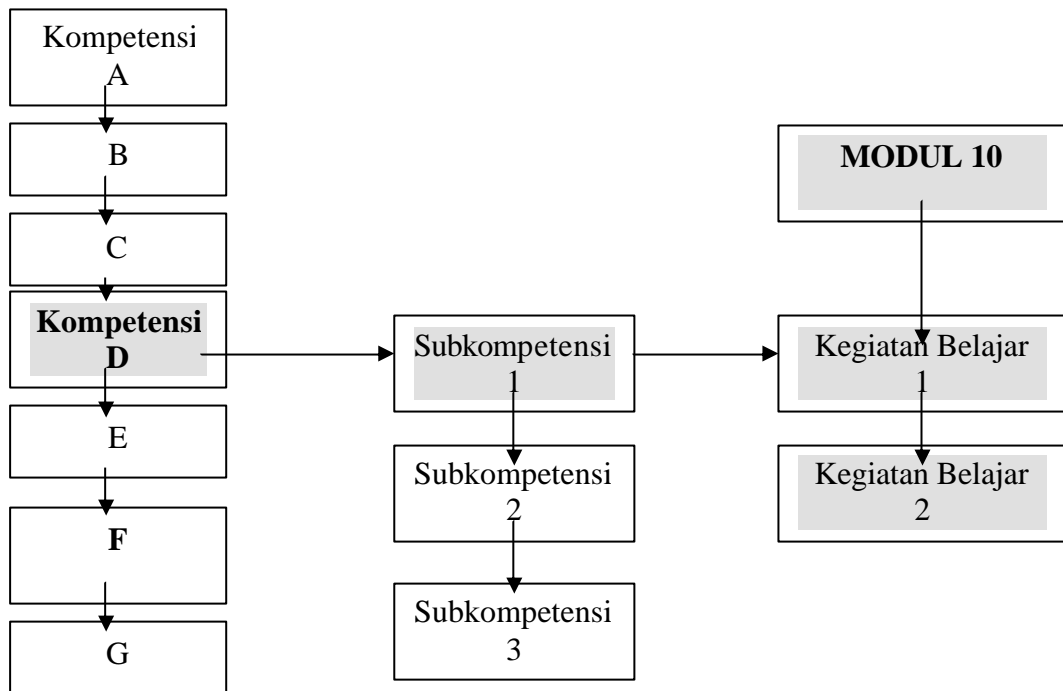 Kompetensi
A
B
C
Kompetensi
D
E
F
G
Subkompetensi
1
Subkompetensi
2
Subkompetensi
3
MODUL 10
Kegiatan Belajar
1
Kegiatan Belajar
2